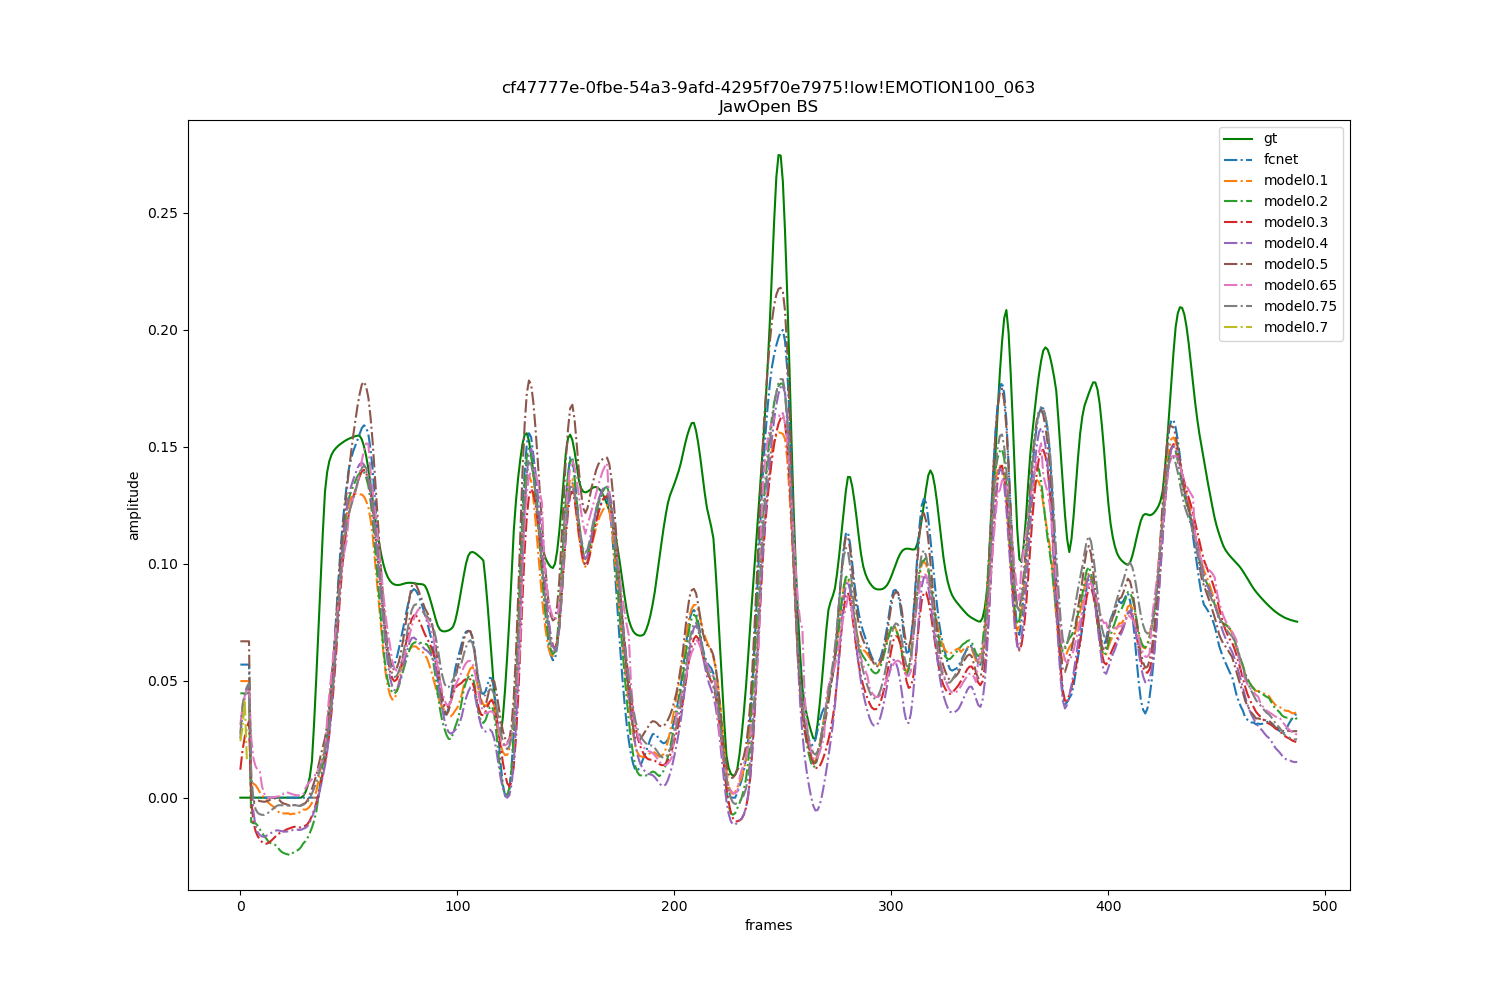 cf47777e-0fbe-54a3-9afd-4295f70e7975!low!EMOTION100_063
JawOpen BS
gt
fcnet
model0.1
model0.2
model0.3
model0.4
model0.5
model0.65
model0.75
model0.7
0.25
0.20
0.15
0.10
0.05
0.00
amplitude
0
100
200
300
400
500
frames